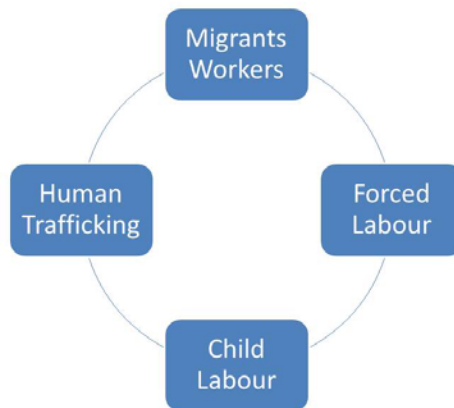 Migrants
Workers
Human
Trafficking
Forced
Labour
Child
Labour